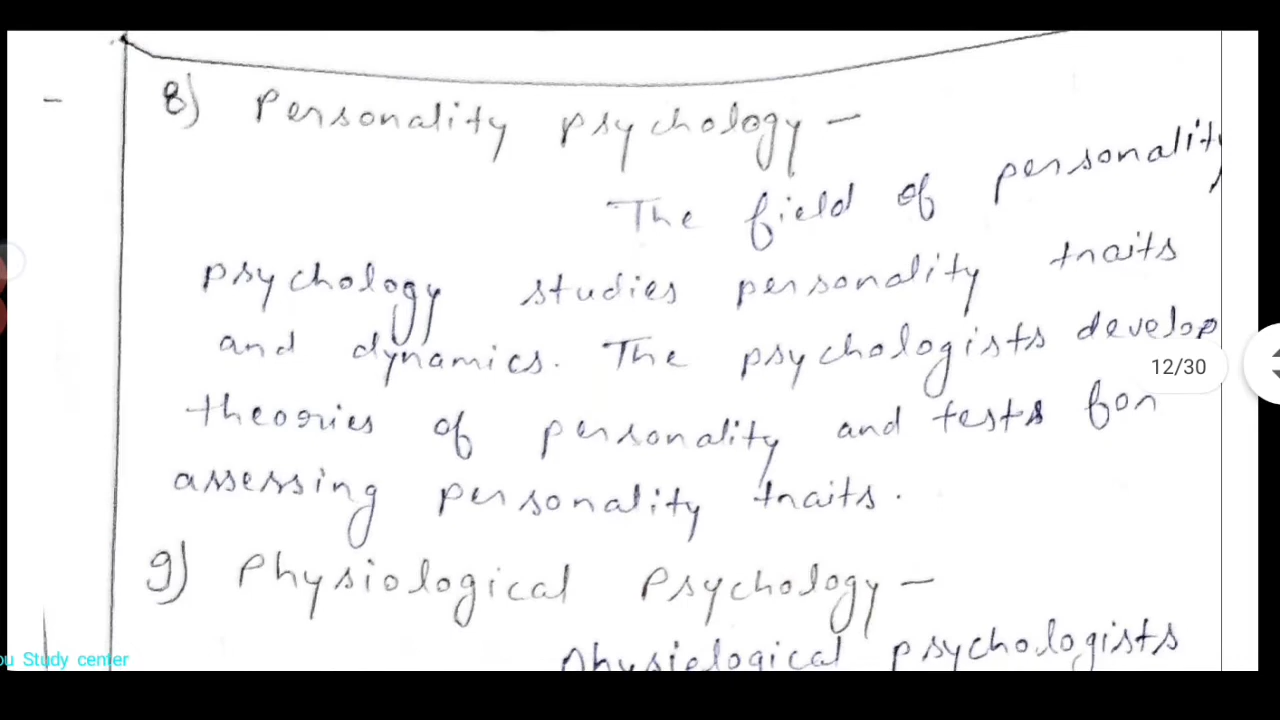 8) Personality psychology –
The field of personality
psychology studies personality traits
and dynamics. The psychologists develop
theories of personality and tests for
assessing personality traits.
9) Physiological Psychology –
physiological psychologists
12/30
ou Study center